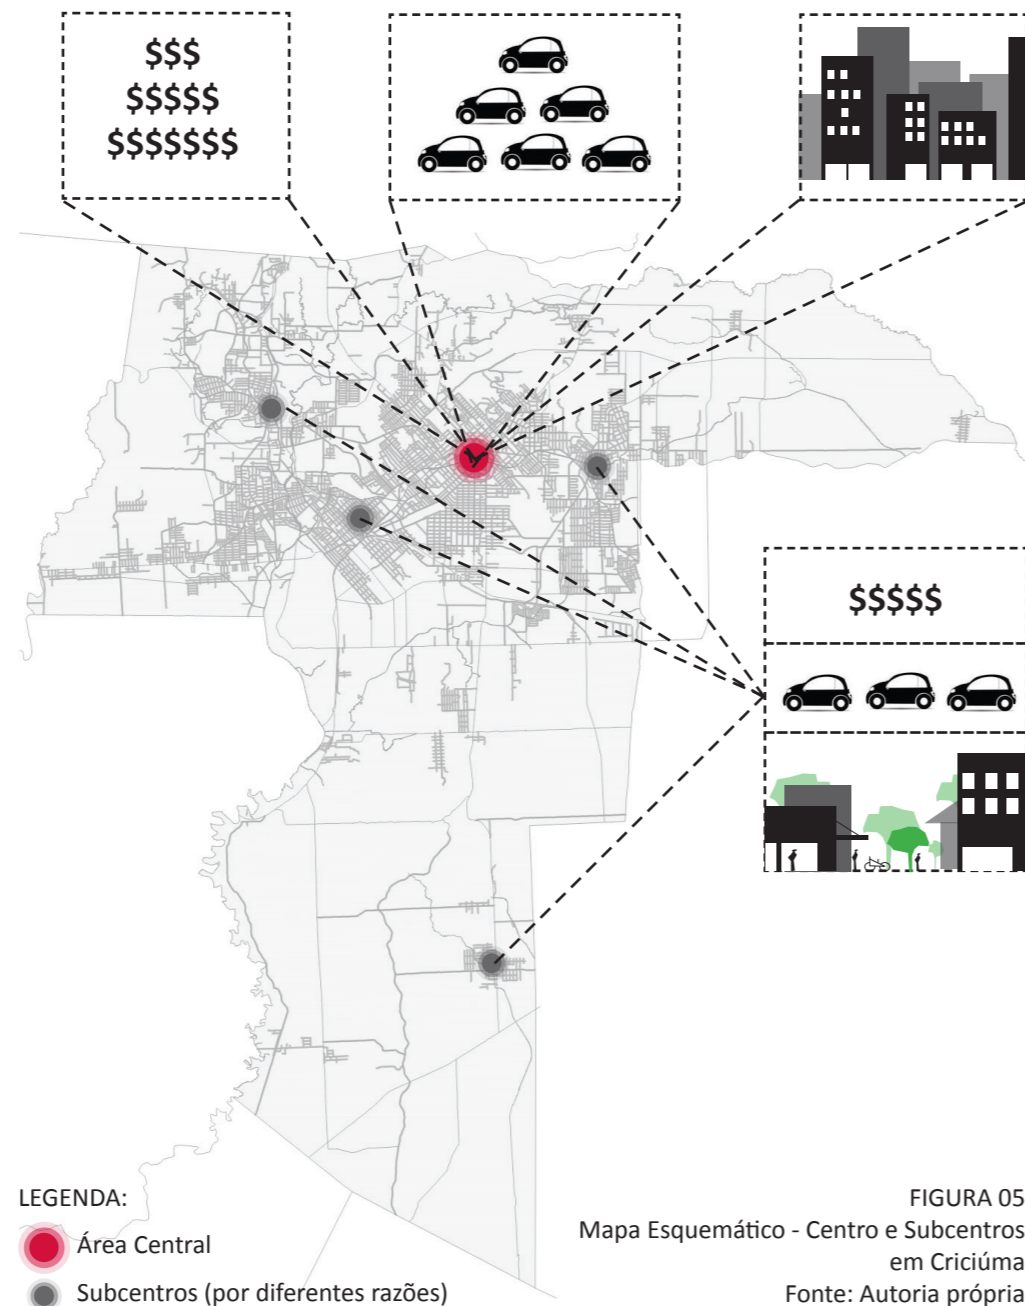 $$$
$$$$$
$$$$$$$
$$$$$
LEGENDA:
Área Central
Subcentros (por diferentes razões)
FIGURA 05
Mapa Esquemático - Centro e Subcentros
em Criciúma
Fonte: Autoria própria